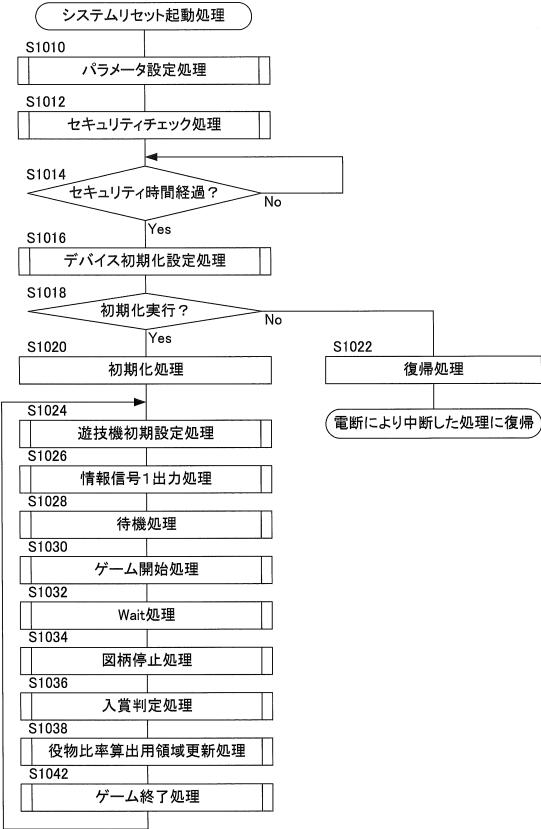 システムリセット起動処理
S1010
パラメータ設定処理
S1012
セキュリティチェック処理
S1014
セキュリティ時間経過？
No
Yes
S1016
デバイス初期化設定処理
S1018
初期化実行？
No
Yes
S1020
初期化処理
S1022
復帰処理
電断により中断した処理に復帰
S1024
遊技機初期設定処理
S1026
情報信号１出力処理
S1028
待機処理
S1030
ゲーム開始処理
S1032
Wait処理
S1034
図柄停止処理
S1036
入賞判定処理
S1038
役物比率算出用領域更新処理
S1042
ゲーム終了処理